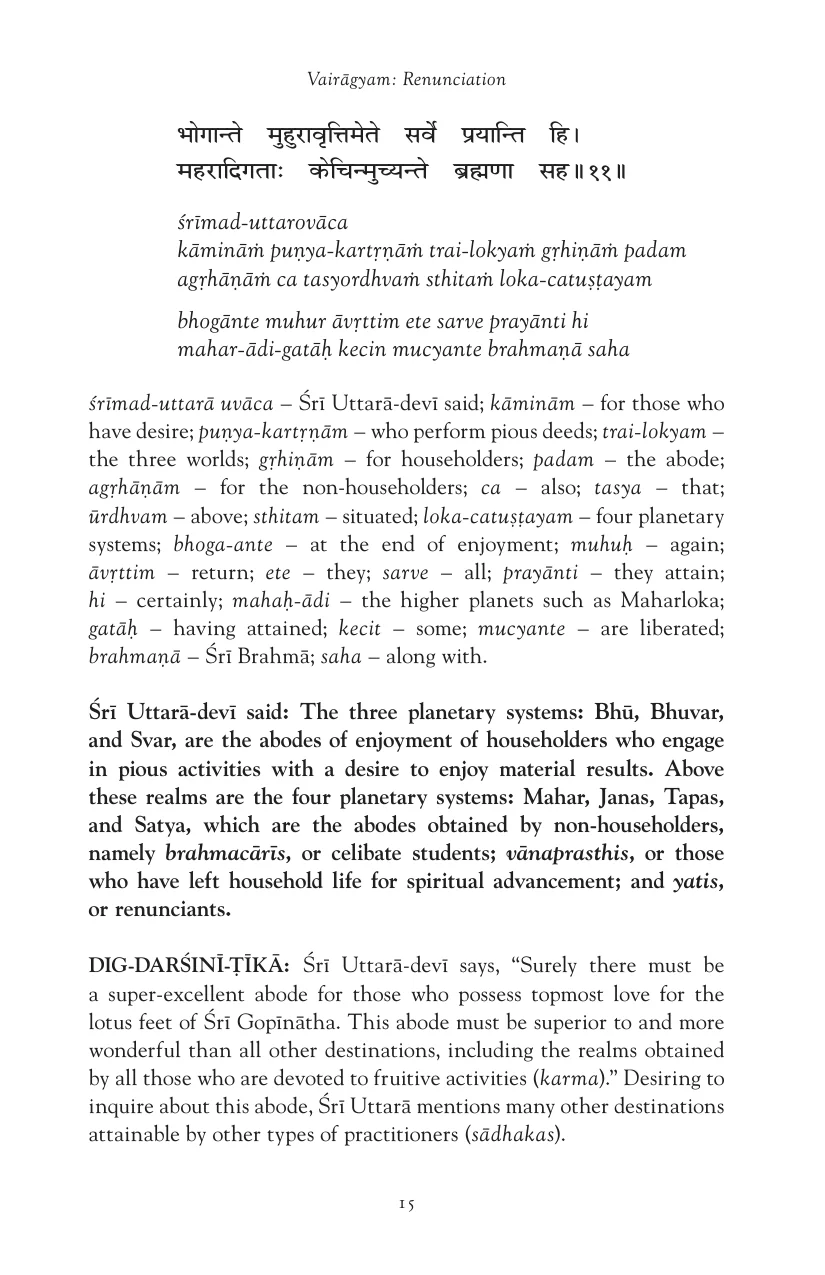 Vairāgyam: Renunciation
भोगान्ते मुहुरावृत्तिमेते सर्वे प्रयान्ति हि।
महरादिगताः केचिन्मुच्यन्ते ब्रह्मणा सह॥११॥
śrīmad-uttarovāca
kāmināṁ puṇya-kartṝṇāṁ trai-lokyaṁ gṛhiṇāṁ padam
agṛhāṇāṁ ca tasyordhvaṁ sthitaṁ loka-catuṣṭayam
bhogānte muhur āvṛttim ete sarve prayānti hi
mahar-ādi-gatāḥ kecin mucyante brahmaṇā saha
śrīmad-uttarā uvāca – Śrī Uttarā-devī said; kāminām – for those who
have desire; puṇya-kartṝṇām – who perform pious deeds; trai-lokyam –
the three worlds; gṛhiṇām – for householders; padam – the abode;
agṛhāṇām – for the non-householders; ca – also; tasya – that;
ūrdhvam – above; sthitam – situated; loka-catuṣṭayam – four planetary
systems; bhoga-ante – at the end of enjoyment; muhuḥ – again;
āvṛttim – return; ete – they; sarve – all; prayānti – they attain;
hi – certainly; mahaḥ-ādi – the higher planets such as Maharloka;
gatāḥ – having attained; kecit – some; mucyante – are liberated;
brahmaṇā – Śrī Brahmā; saha – along with.
Śrī Uttarā-devī said: The three planetary systems: Bhū, Bhuvar,
and Svar, are the abodes of enjoyment of householders who engage
in pious activities with a desire to enjoy material results. Above
these realms are the four planetary systems: Mahar, Janas, Tapas,
and Satya, which are the abodes obtained by non-householders,
namely brahmacārīs, or celibate students; vānaprasthis, or those
who have left household life for spiritual advancement; and yatis,
or renunciants.
DIG-DARŚINĪ-ṬĪKĀ: Śrī Uttarā-devī says, “Surely there must be
a super-excellent abode for those who possess topmost love for the
lotus feet of Śrī Gopīnātha. This abode must be superior to and more
wonderful than all other destinations, including the realms obtained
by all those who are devoted to fruitive activities (karma).” Desiring to
inquire about this abode, Śrī Uttarā mentions many other destinations
attainable by other types of practitioners (sādhakas).
15